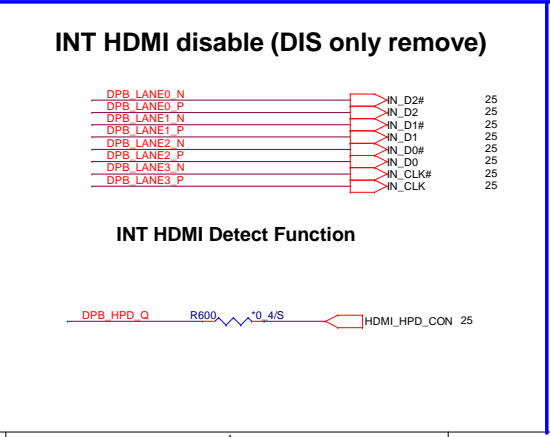 INT HDMI disable (DIS only remove)
DPB_LANE0_N IN_D2# 25
DPB_LANE0_P IN_D2 25
DPB_LANE1_N IN_D1# 25
DPB_LANE1_P IN_D1 25
DPB_LANE2_N IN_D0# 25
DPB_LANE2_P IN_D0 25
DPB_LANE3_N IN_CLK# 25
DPB_LANE3_P IN_CLK 25
INT HDMI Detect Function
DPB_HPD_Q R600 *0_4/S HDMI_HPD_CON 25